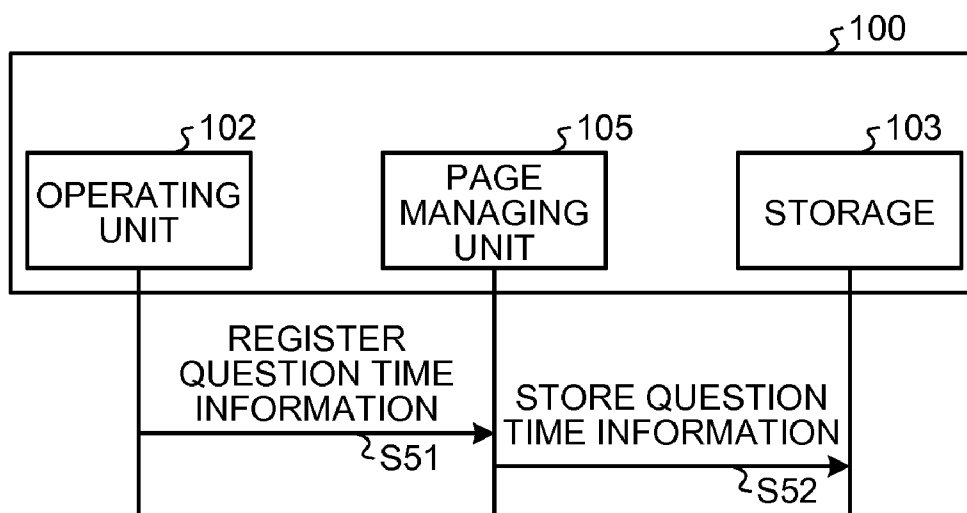 100
102
105
103
OPERATING
UNIT
PAGE
MANAGING
UNIT
STORAGE
REGISTER
QUESTION TIME
INFORMATION
S51
STORE QUESTION
TIME INFORMATION
S52